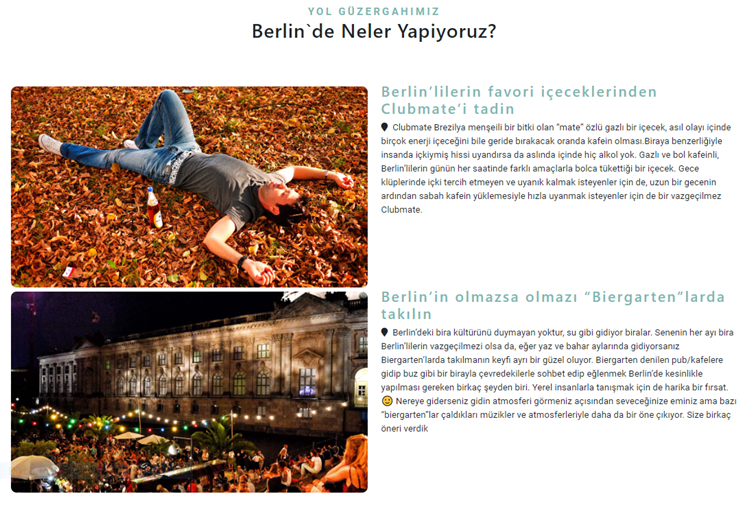 YOL GÜZERGAHIMIZ
Berlin`de Neler Yapiyoruz?
Berlin’lilerin favori içeceklerinden
Clubmate’i tadin
Clubmate Brezilya menşeili bir bitki olan “mate” özlü gazlı bir içecek, asıl olayı içinde
birçok enerji içeceğini bile geride bırakacak oranda kafein olması.Biraya benzerliğiyle
insanda içkiymiş hissi uyandırsa da aslında içinde hiç alkol yok. Gazlı ve bol kafeinli,
Berlin’lilerin günün her saatinde farklı amaçlarla bolca tükettiği bir içecek. Gece
klüplerinde içki tercih etmeyen ve uyanık kalmak isteyenler için de, uzun bir gecenin
ardından sabah kafein yüklemesiyle hızla uyanmak isteyenler için de bir vazgeçilmez
Clubmate.
Berlin’in olmazsa olmazı “Biergarten”larda
takılın
Berlin’deki bira kültürünü duymayan yoktur, su gibi gidiyor biralar. Senenin her ayı bira
Berlin’lilerin vazgeçilmezi olsa da, eğer yaz ve bahar aylarında gidiyorsanız
Biergarten’larda takılmanın keyfi ayrı bir güzel oluyor. Biergarten denilen pub/kafelere
gidip buz gibi bir birayla çevredekilerle sohbet edip eğlenmek Berlin’de kesinlikle
yapılması gereken birkaç şeyden biri. Yerel insanlarla tanışmak için de harika bir fırsat.
🙂 Nereye giderseniz gidin atmosferi görmeniz açısından seveceğinize eminiz ama bazı
“biergarten”lar çaldıkları müzikler ve atmosferleriyle daha da bir öne çıkıyor. Size birkaç
öneri verdik